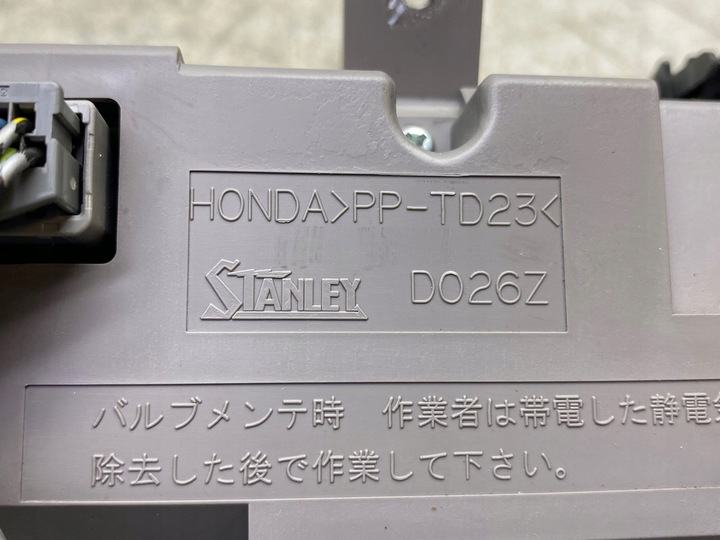 HONDA>PP-TD23<
STANLEY D026Z
バルブメンテ時 作業者は帯電した静電気
除去した後で作業して下さい。